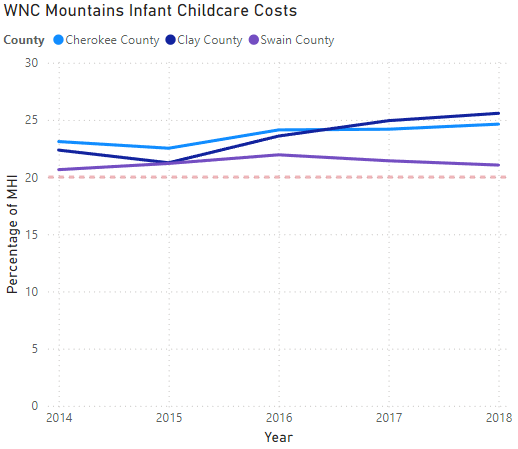 WNC Mountains Infant Childcare Costs
County Cherokee County Clay County Swain County
30
25
20
15
10
5
0
Percentage of MHI
2014 2015 2016 2017 2018
Year